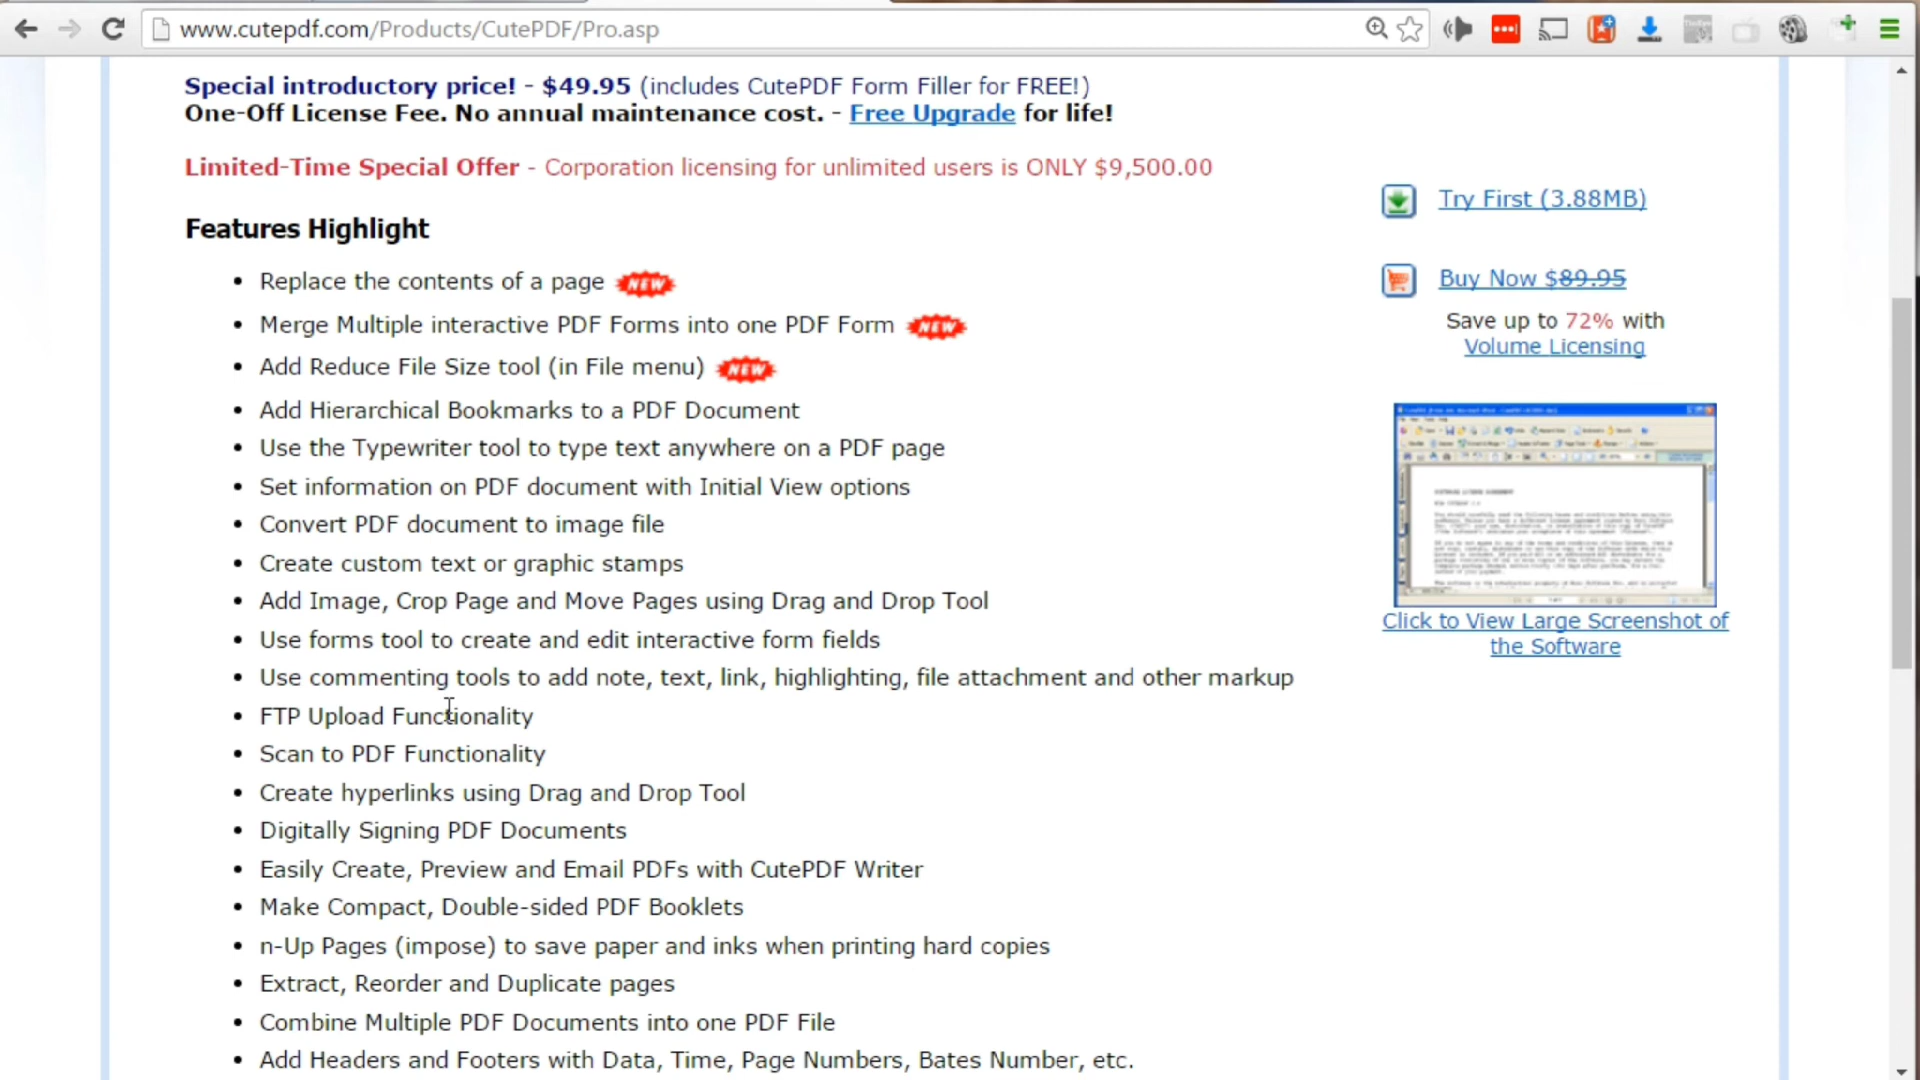 www.cutepdf.com/Products/CutePDF/Pro.asp
Special introductory price! - $49.95 (includes CutePDF Form Filler for FREE!)
One-Off License Fee. No annual maintenance cost. - Free Upgrade for life!
Limited-Time Special Offer - Corporation licensing for unlimited users is ONLY $9,500.00
Features Highlight
• Replace the contents of a page NEW
• Merge Multiple interactive PDF Forms into one PDF Form NEW
• Add Reduce File Size tool (in File menu) NEW
• Add Hierarchical Bookmarks to a PDF Document
• Use the Typewriter tool to type text anywhere on a PDF page
• Set information on PDF document with Initial View options
• Convert PDF document to image file
• Create custom text or graphic stamps
• Add Image, Crop Page and Move Pages using Drag and Drop Tool
• Use forms tool to create and edit interactive form fields
• Use commenting tools to add note, text, link, highlighting, file attachment and other markup
• FTP Upload Functionality
• Scan to PDF Functionality
• Create hyperlinks using Drag and Drop Tool
• Digitally Signing PDF Documents
• Easily Create, Preview and Email PDFs with CutePDF Writer
• Make Compact, Double-sided PDF Booklets
• n-Up Pages (impose) to save paper and inks when printing hard copies
• Extract, Reorder and Duplicate pages
• Combine Multiple PDF Documents into one PDF File
• Add Headers and Footers with Data, Time, Page Numbers, Bates Number, etc.
Try First (3.88MB)
Buy Now $89.95
Save up to 72% with
Volume Licensing
Click to View Large Screenshot of
the Software